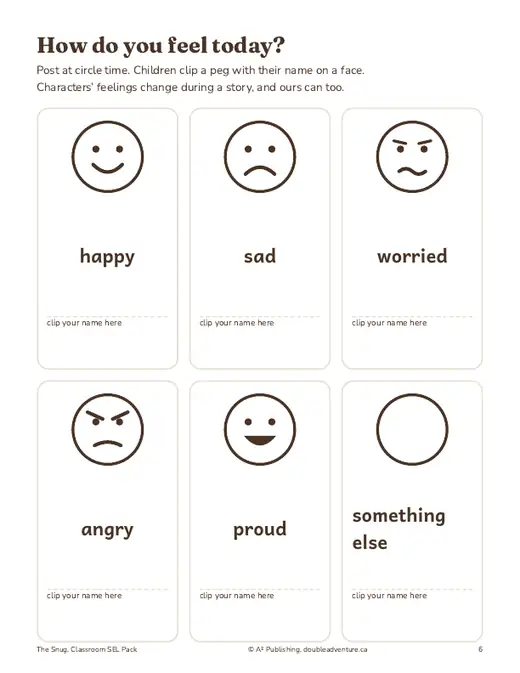 How do you feel today?
Post at circle time. Children clip a peg with their name on a face.
Characters' feelings change during a story, and ours can too.
happy
sad
worried
clip your name here
clip your name here
clip your name here
angry
proud
something
else
clip your name here
clip your name here
clip your name here
The Snug, Classroom SEL Pack
© A² Publishing, doubleadventure.ca
6